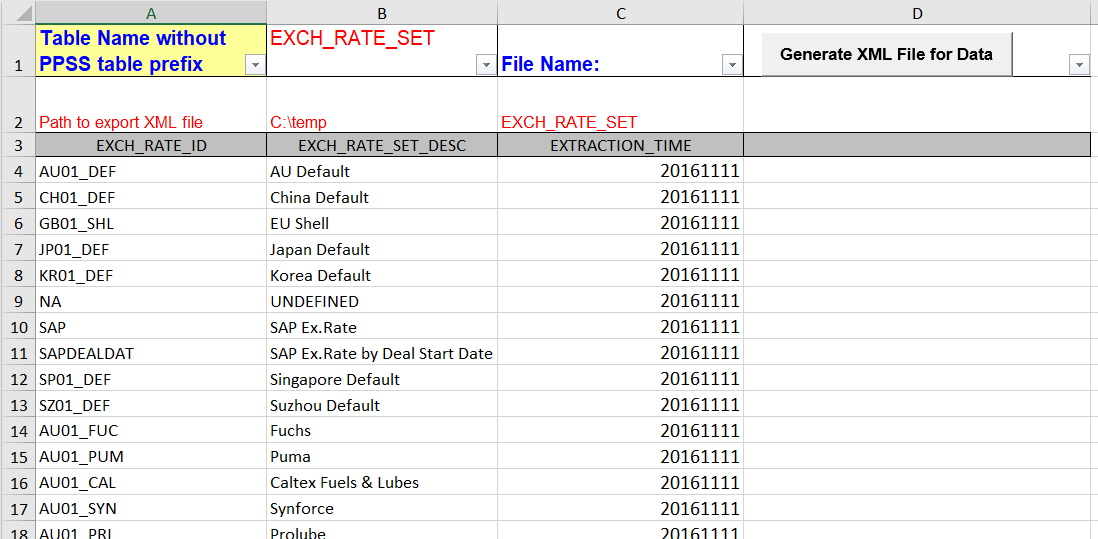 A B C D
1 Table Name without PPSS table prefix EXCH_RATE_SET File Name: Generate XML File for Data
2 Path to export XML file C:\temp EXCH_RATE_SET
3 EXCH_RATE_ID EXCH_RATE_SET_DESC EXTRACTION_TIME
4 AU01_DEF AU Default 20161111
5 CH01_DEF China Default 20161111
6 GB01_SHL EU Shell 20161111
7 JP01_DEF Japan Default 20161111
8 KR01_DEF Korea Default 20161111
9 NA UNDEFINED 20161111
10 SAP SAP Ex.Rate 20161111
11 SAPDEALDAT SAP Ex.Rate by Deal Start Date 20161111
12 SP01_DEF Singapore Default 20161111
13 SZ01_DEF Suzhou Default 20161111
14 AU01_FUC Fuchs 20161111
15 AU01_PUM Puma 20161111
16 AU01_CAL Caltex Fuels & Lubes 20161111
17 AU01_SYN Synforce 20161111
18 AU01_PRL Prolube 20161111